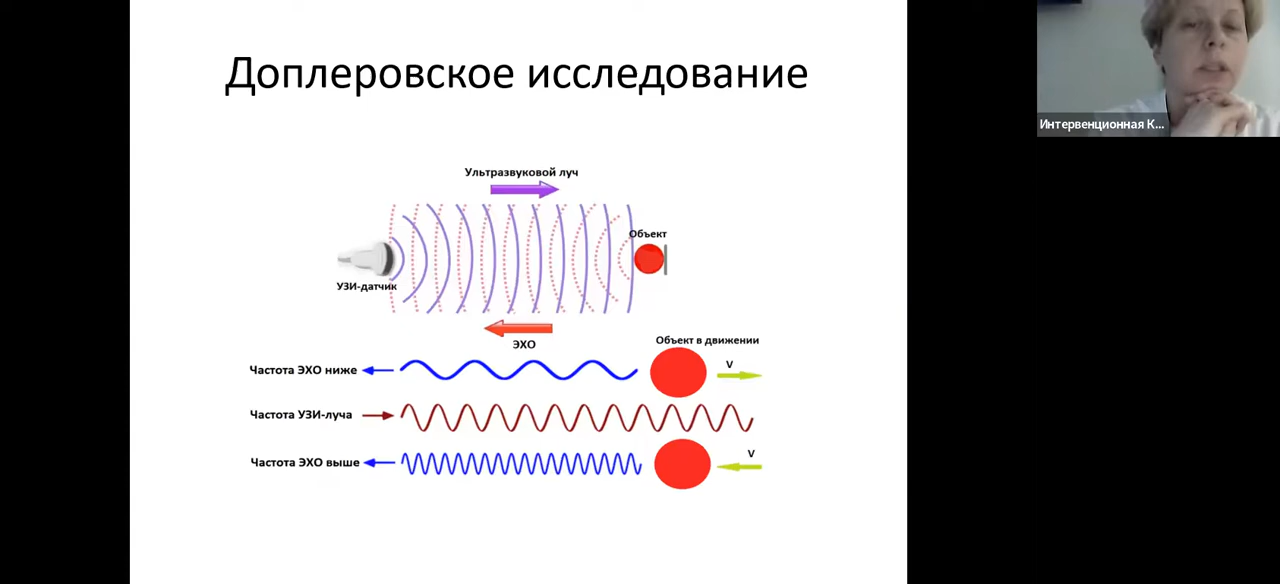 Доплеровское исследование
Интервенционная К...
Ультразвуковой луч
Объект
УЗИ-датчик
ЭХО
Объект в движении
Частота ЭХО ниже
V
Частота УЗИ-луча
Частота ЭХО выше
V